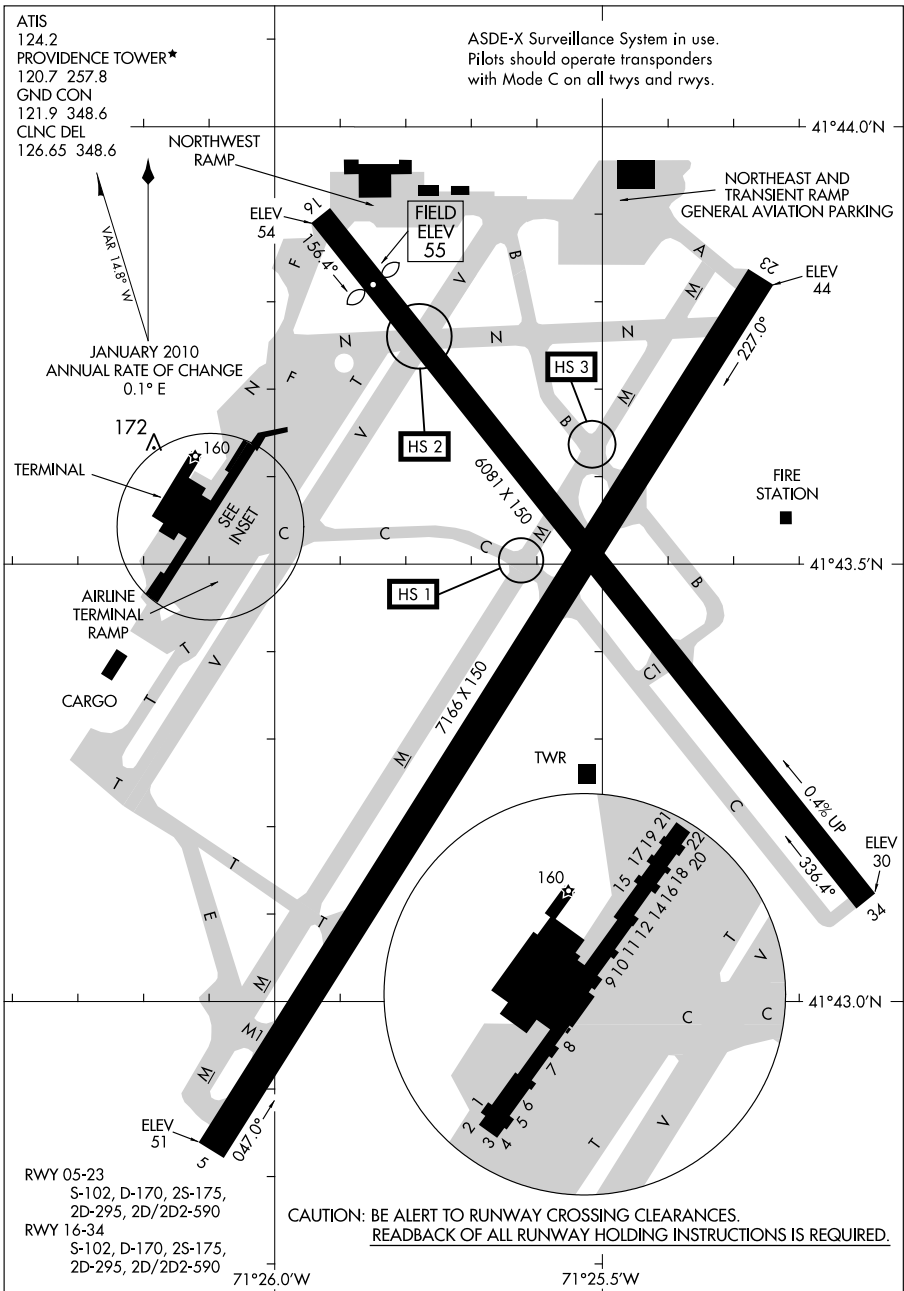 ATIS
124.2
PROVIDENCE TOWER★
120.7 257.8
GND CON
121.9 348.6
CLNC DEL
126.65 348.6
ASDE-X Surveillance System in use.
Pilots should operate transponders
with Mode C on all twys and rwys.
41°44.0'N
NORTHWEST
RAMP
NORTHEAST AND
TRANSIENT RAMP
GENERAL AVIATION PARKING
VAR 14.8° W
JANUARY 2010
ANNUAL RATE OF CHANGE
0.1° E
ELEV
54
16
156.4°
FIELD
ELEV
55
F
V
B
A
M
23
ELEV
44
227.0°
N
N
N
N
F
T
V
HS 2
HS 3
B
M
172
160
TERMINAL
SEE
INSET
6081 X 150
FIRE
STATION
C
C
C
M
HS 1
41°43.5'N
B
AIRLINE
TERMINAL
RAMP
T
V
T
CARGO
C1
7166 X 150
M
TWR
T
T
E
T
C
0.4% UP
336.4°
ELEV
30
34
M
M1
M
160
21
19
17
15
22
20
18
16
14
12
11
10
9
8
7
6
5
4
3
2
1
T
V
C
C
T
V
41°43.0'N
ELEV
51
5
047.0°
RWY 05-23
S-102, D-170, 2S-175,
2D-295, 2D/2D2-590
RWY 16-34
S-102, D-170, 2S-175,
2D-295, 2D/2D2-590
CAUTION: BE ALERT TO RUNWAY CROSSING CLEARANCES.
READBACK OF ALL RUNWAY HOLDING INSTRUCTIONS IS REQUIRED.
71°26.0'W
71°25.5'W